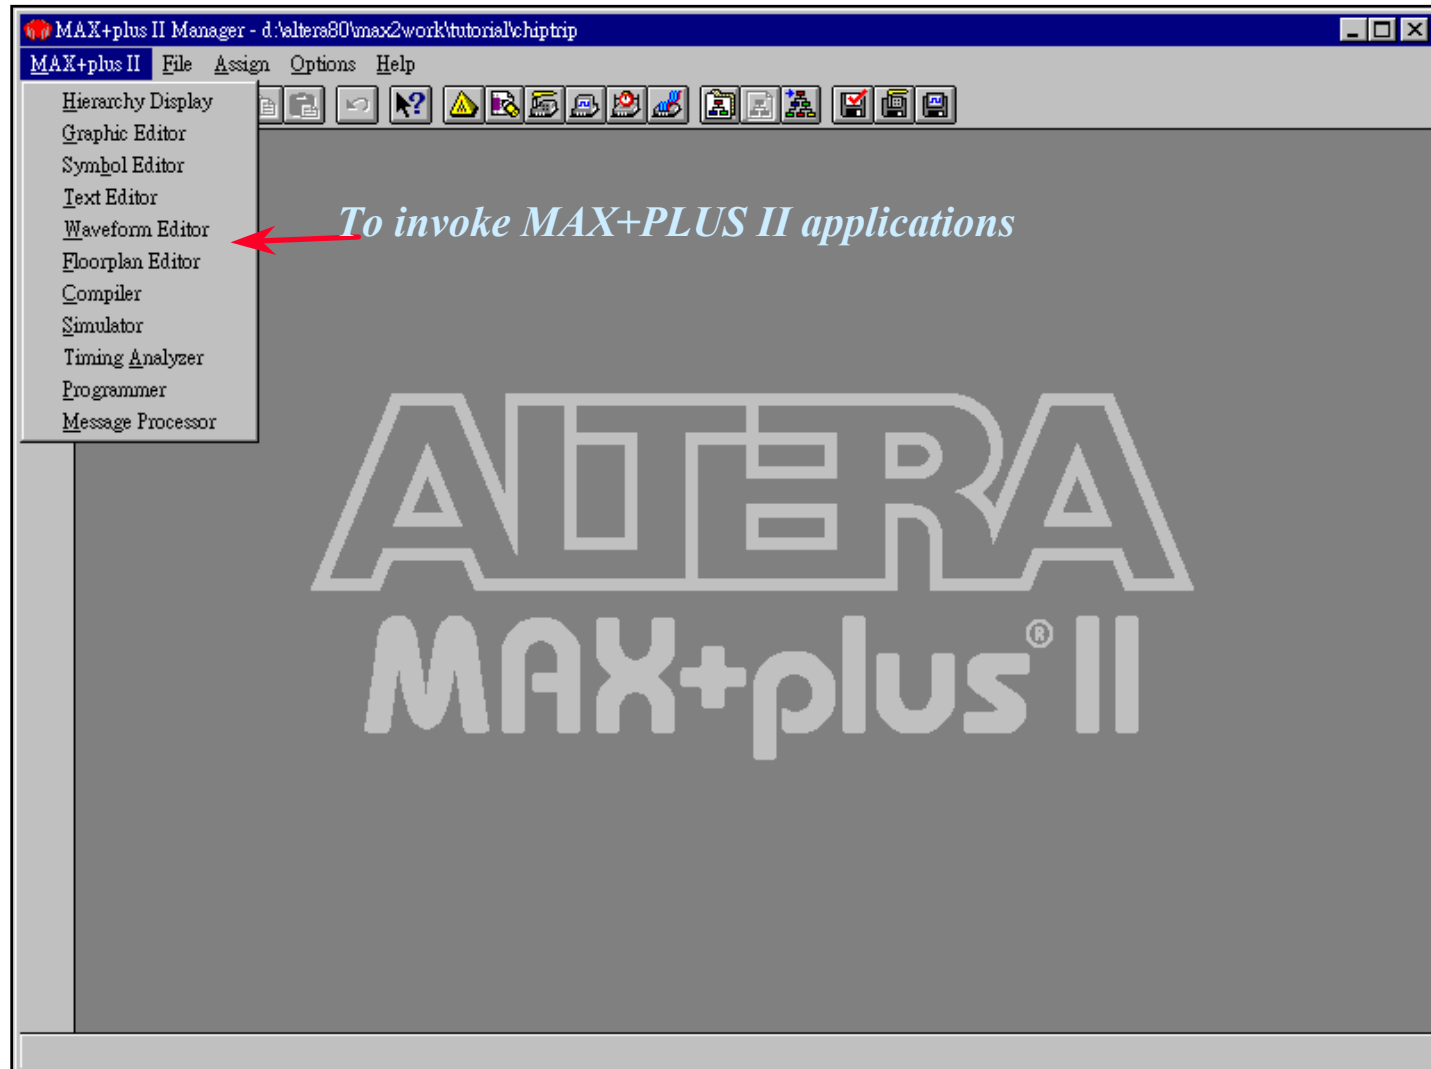 MAX+plus II Manager - d:\altera80\max2work\tutorial\chiptrip
MAX+plus II File Assign Options Help
Hierarchy Display
Graphic Editor
Symbol Editor
Text Editor
Waveform Editor
Floorplan Editor
Compiler
Simulator
Timing Analyzer
Programmer
Message Processor
To invoke MAX+PLUS II applications
ALTERA
MAX+plus® II